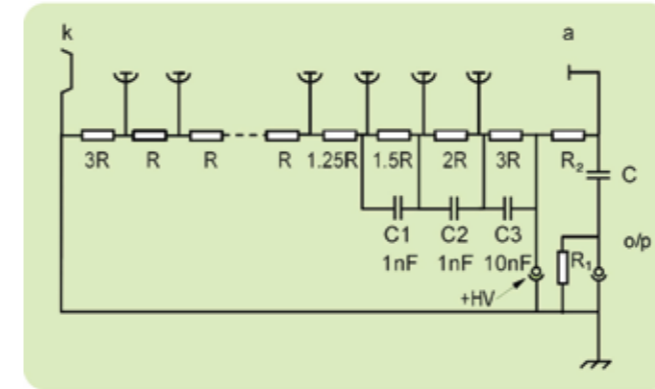 k a
3R R R R 1.25R 1.5R 2R 3R R₂ C
C1 C2 C3 o/p
1nF 1nF 10nF R₁
+HV